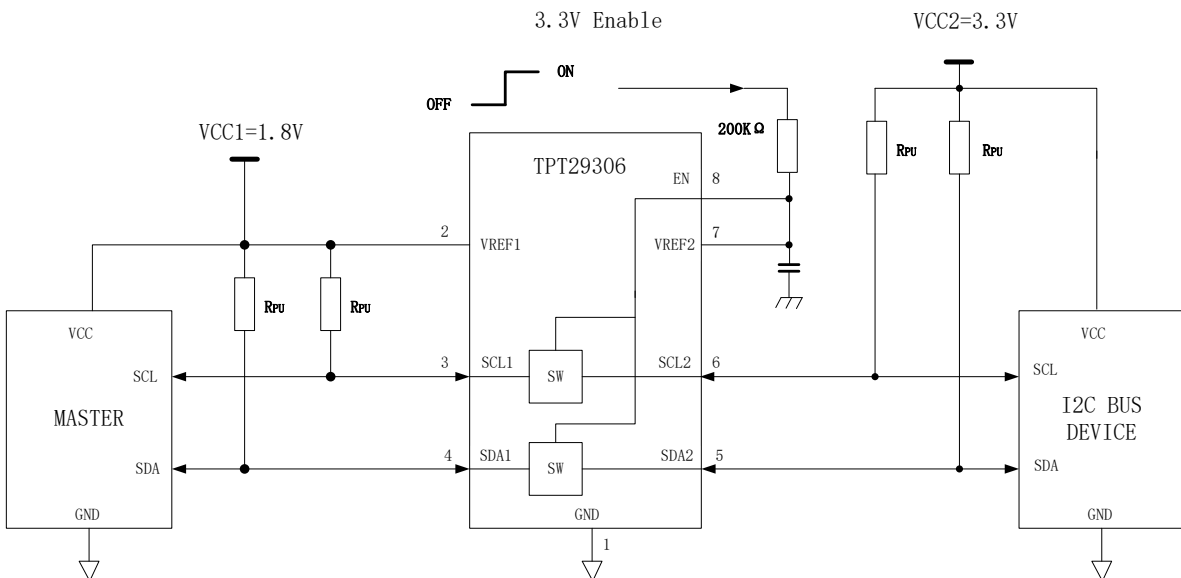 3.3V Enable
VCC2=3.3V
ON
OFF
VCC1=1.8V
200KΩ
RPU
RPU
TPT29306
EN
8
2
VREF1
VREF2
7
RPU
RPU
VCC
VCC
SCL
3
SCL1
SW
SCL2
6
SCL
MASTER
I2C BUS
DEVICE
SDA
4
SDA1
SW
SDA2
5
SDA
GND
GND
1
GND